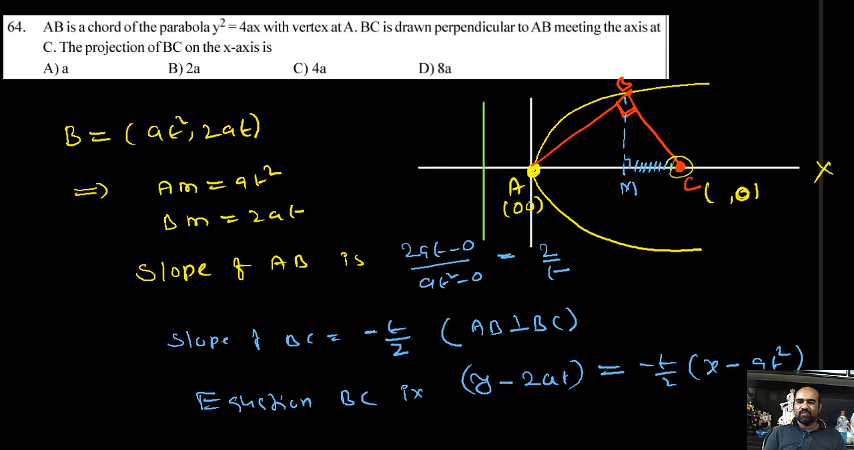 64. AB is a chord of the parabola y² = 4ax with vertex at A. BC is drawn perpendicular to AB meeting the axis at
C. The projection of BC on the x-axis is
A) a B) 2a C) 4a D) 8a
B
B = (at², 2at)
A M C X
(00) ( ,0)
⇒ AM = at²
BM = 2at
Slope of AB is 2at-0/at²-0 = 2/t
Slope of BC = -t/2 (AB⊥BC)
Equation BC is (y - 2at) = -t/2 (x - at²)